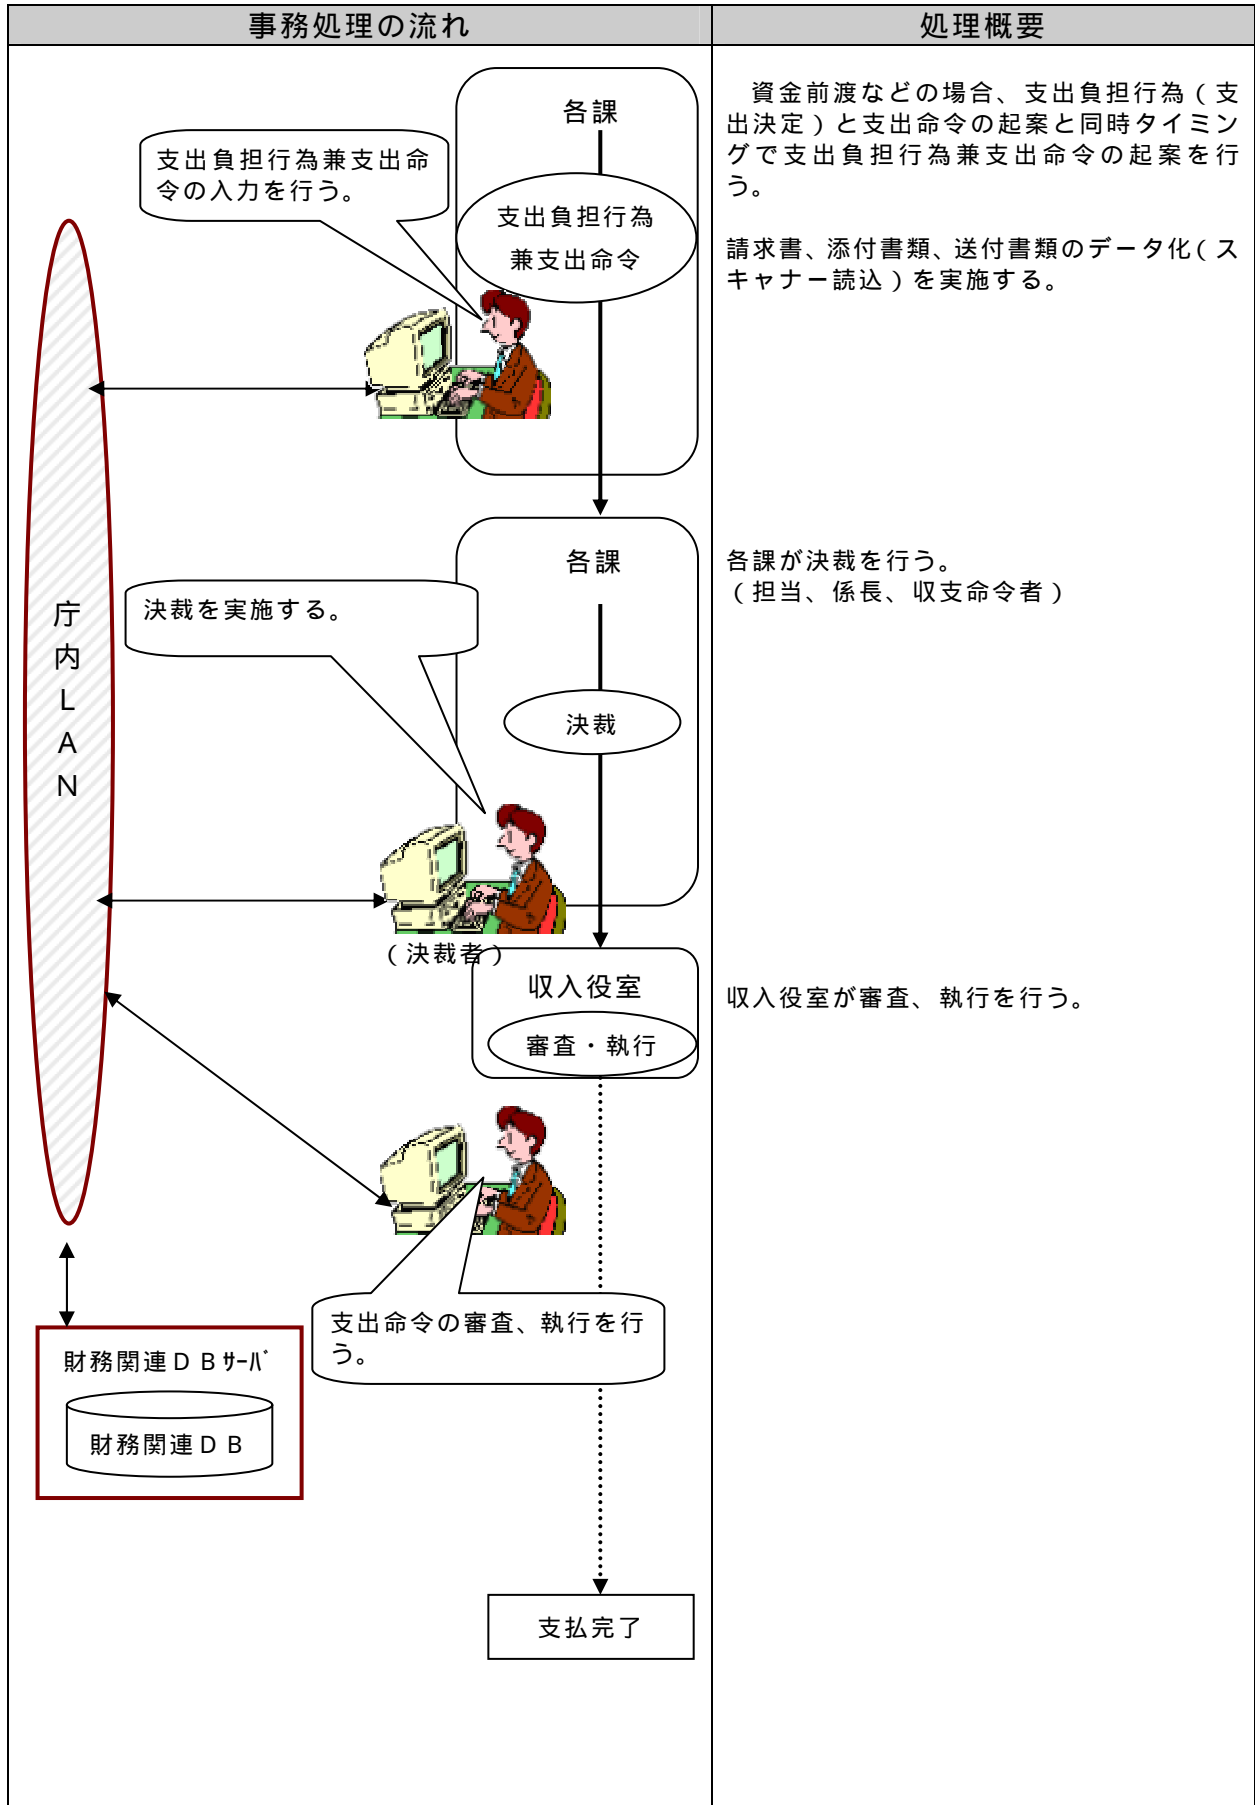 事務処理の流れ
処理概要
各課
支出負担行為兼支出命
令の入力を行う。
支出負担行為
兼支出命令
資金前渡などの場合、支出負担行為（支
出決定）と支出命令の起案と同時タイミン
グで支出負担行為兼支出命令の起案を行
う。
請求書、添付書類、送付書類のデータ化（ス
キャナー読込）を実施する。
各課
決裁を実施する。
決裁
（決裁者）
各課が決裁を行う。
（担当、係長、収支命令者）
庁
内
Ｌ
Ａ
Ｎ
収入役室
審査・執行
収入役室が審査、執行を行う。
支出命令の審査、執行を行
う。
財務関連ＤＢｻｰﾊﾞ
財務関連ＤＢ
支払完了